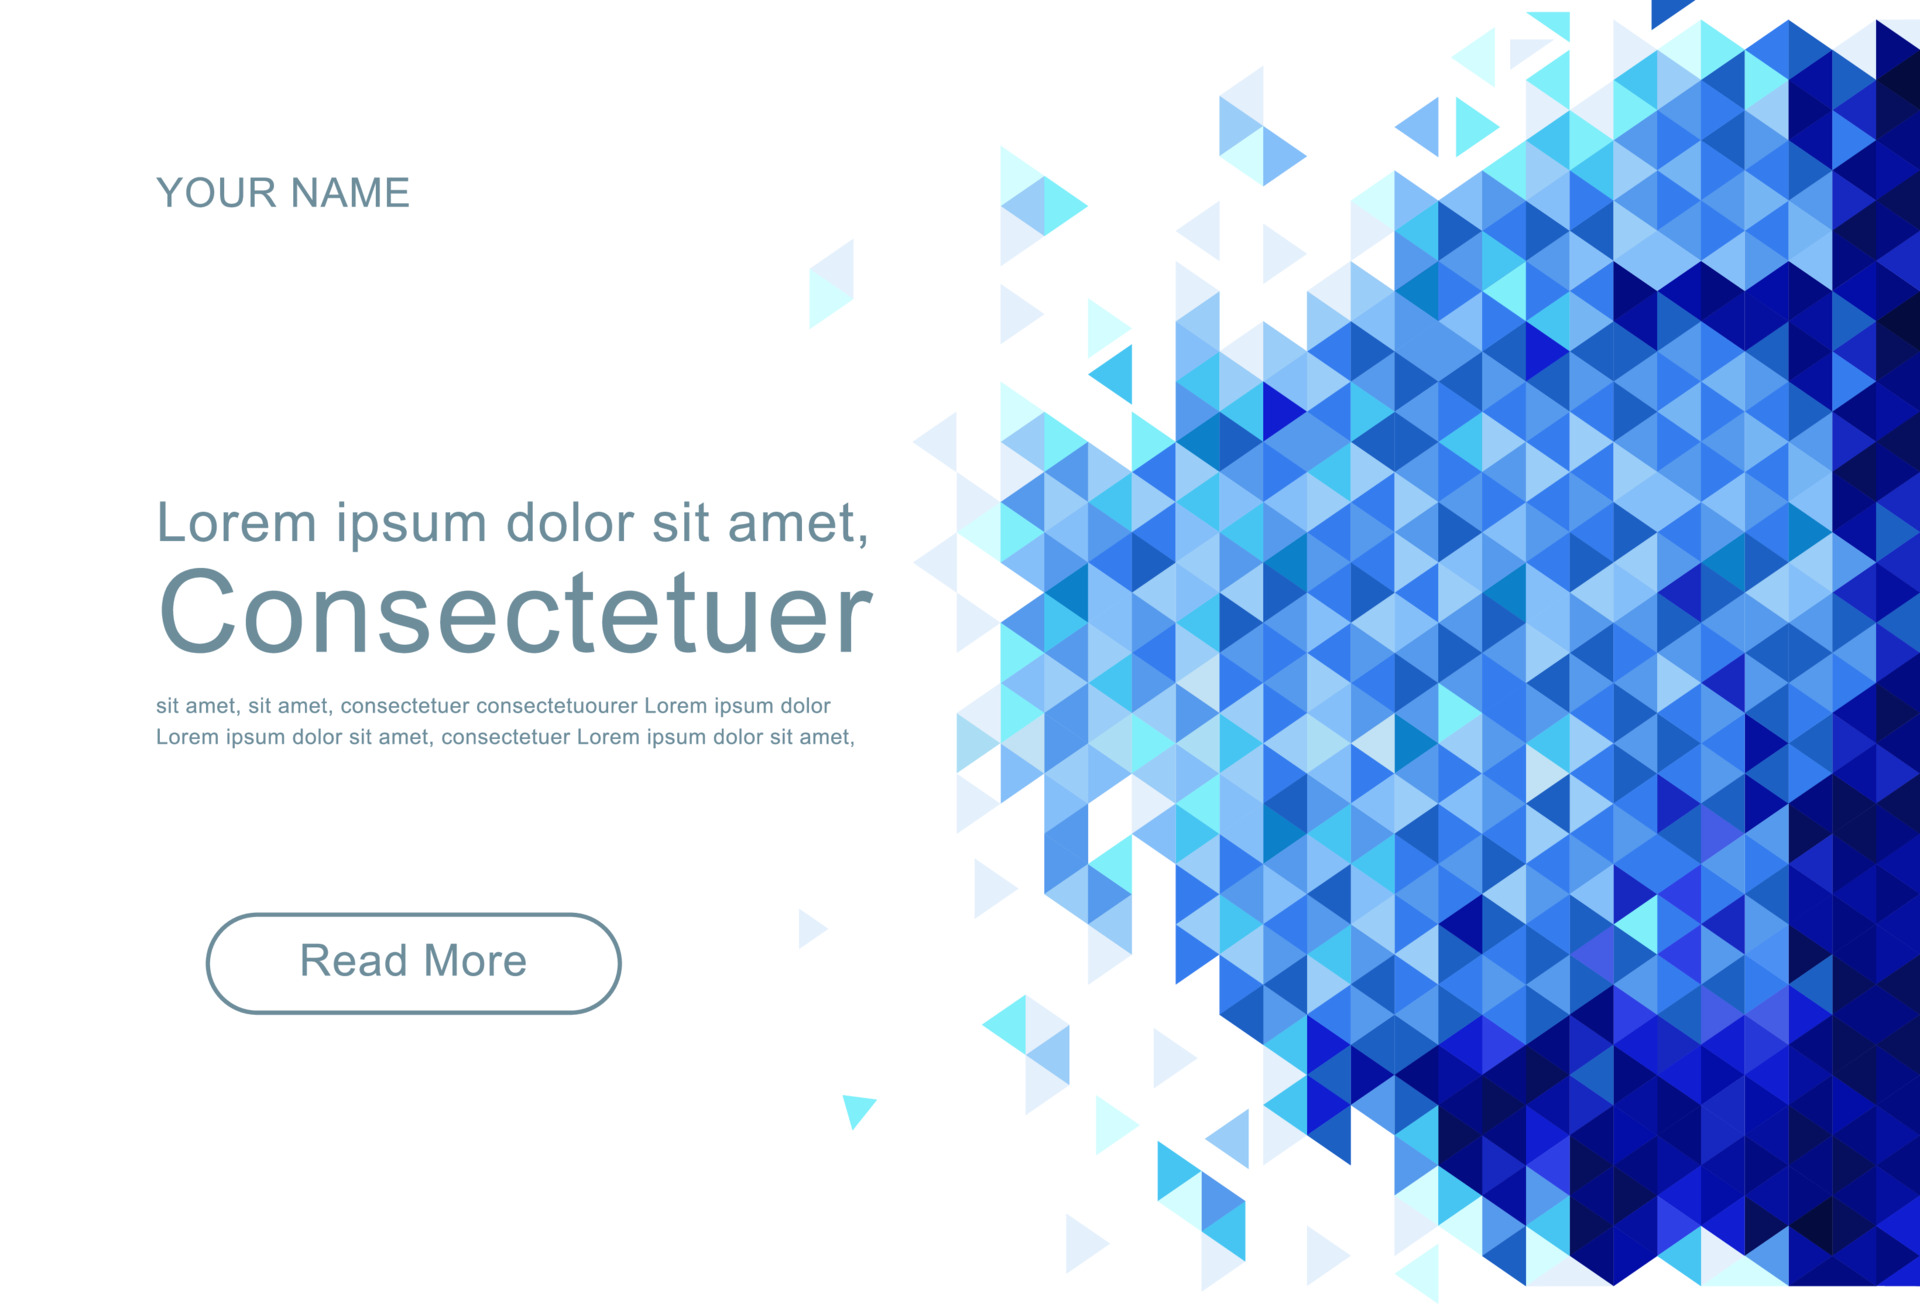 YOUR NAME
Lorem ipsum dolor sit amet,
Consectetuer
sit amet, sit amet, consectetuer consectetuourer Lorem ipsum dolor
Lorem ipsum dolor sit amet, consectetuer Lorem ipsum dolor sit amet,
Read More